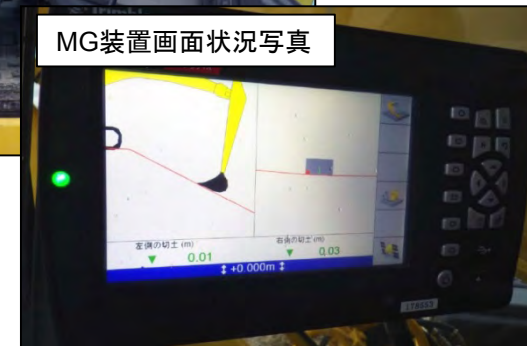 Trimble
MG装置画面状況写真
左側の切土 (m)
右側の切土 (m)
▼ 0.01
▼ 0.03
↕ +0.000m ↕